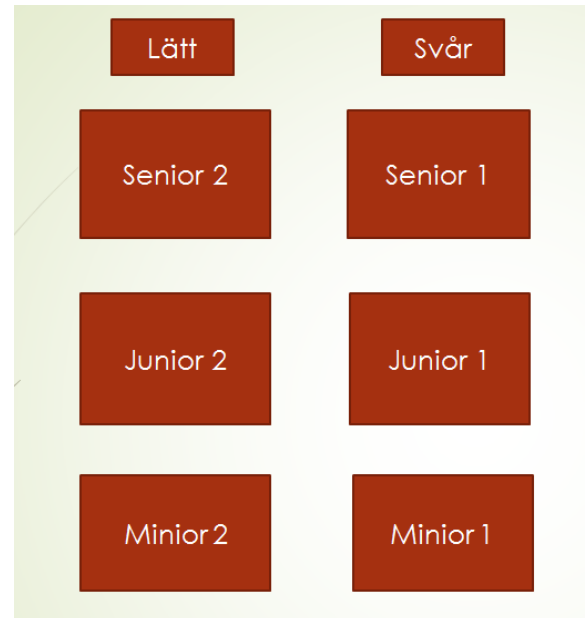 Lätt
Svår
Senior 2
Senior 1
Junior 2
Junior 1
Minior 2
Minior 1